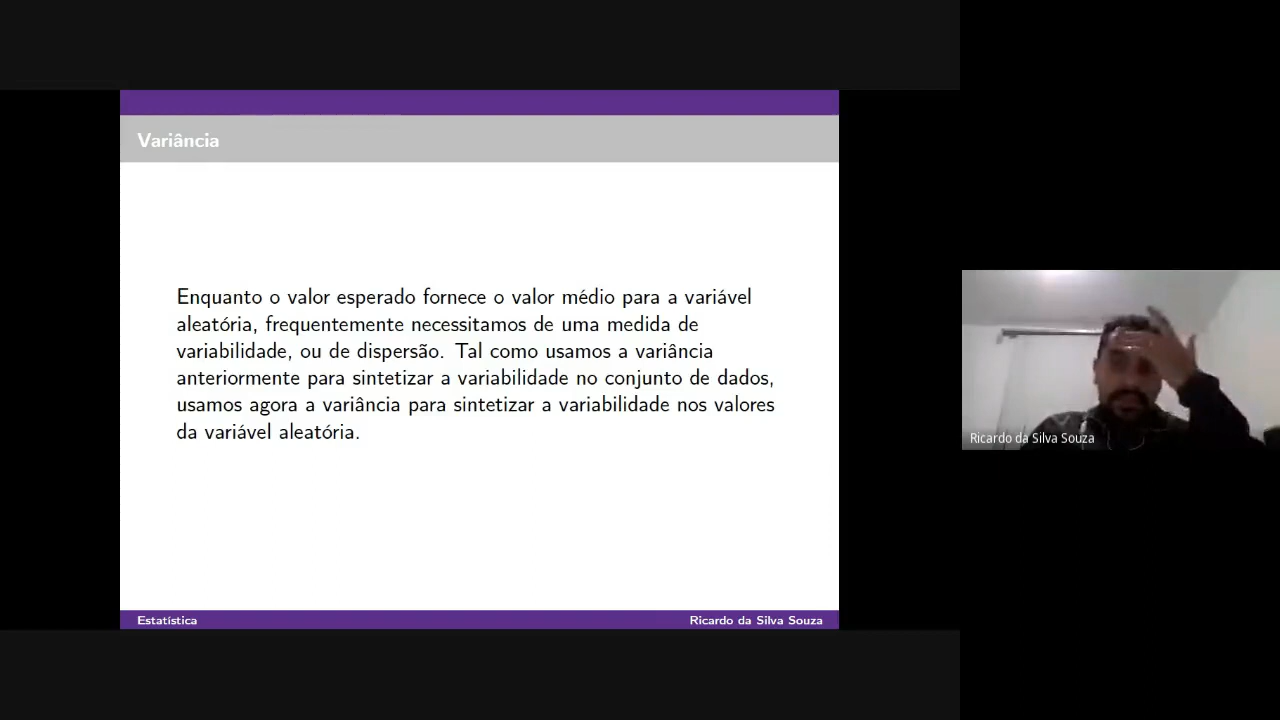 Variância
Enquanto o valor esperado fornece o valor médio para a variável
aleatória, frequentemente necessitamos de uma medida de
variabilidade, ou de dispersão. Tal como usamos a variância
anteriormente para sintetizar a variabilidade no conjunto de dados,
usamos agora a variância para sintetizar a variabilidade nos valores
da variável aleatória.
Estatística
Ricardo da Silva Souza
Ricardo da Silva Souza